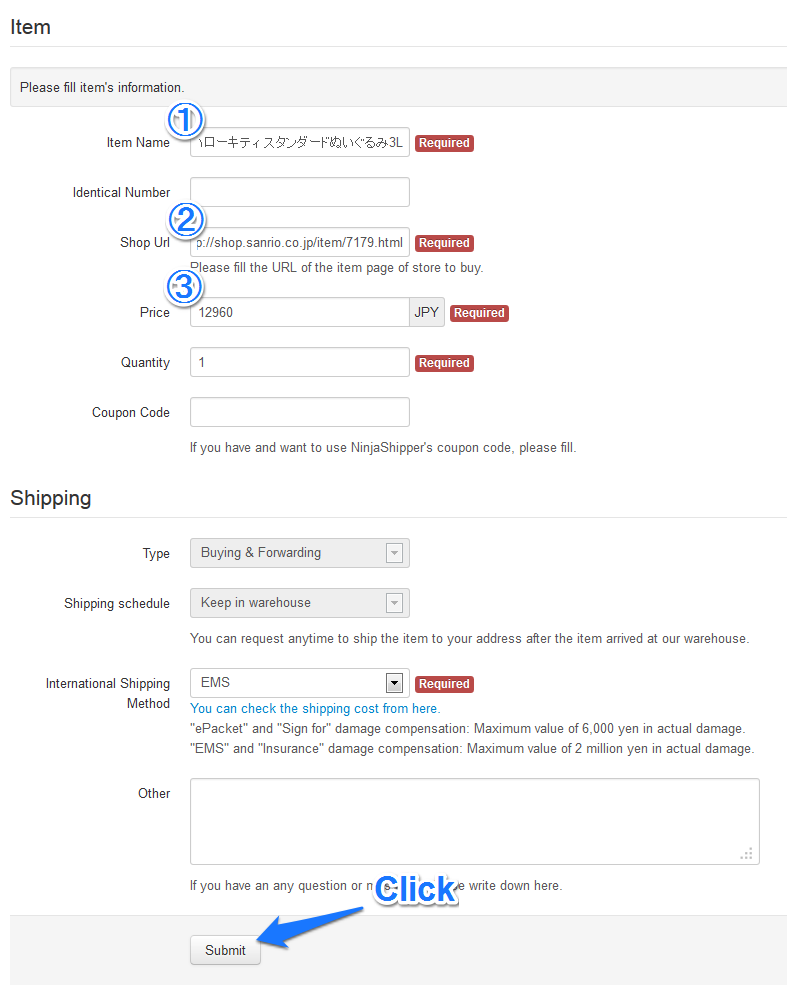 Item
Please fill item's information.
①
Item Name
ローキティ スタンダードぬいぐるみ3L
Required
Identical Number
②
Shop Url
p://shop.sanrio.co.jp/item/7179.html
Required
Please fill the URL of the item page of store to buy.
③
Price
12960
JPY
Required
Quantity
1
Required
Coupon Code
If you have and want to use NinjaShipper's coupon code, please fill.
Shipping
Type
Buying & Forwarding
Shipping schedule
Keep in warehouse
You can request anytime to ship the item to your address after the item arrived at our warehouse.
International Shipping
Method
EMS
Required
You can check the shipping cost from here.
"ePacket" and "Sign for" damage compensation: Maximum value of 6,000 yen in actual damage.
"EMS" and "Insurance" damage compensation: Maximum value of 2 million yen in actual damage.
Other
If you have an any question or write down here.
Click
Submit